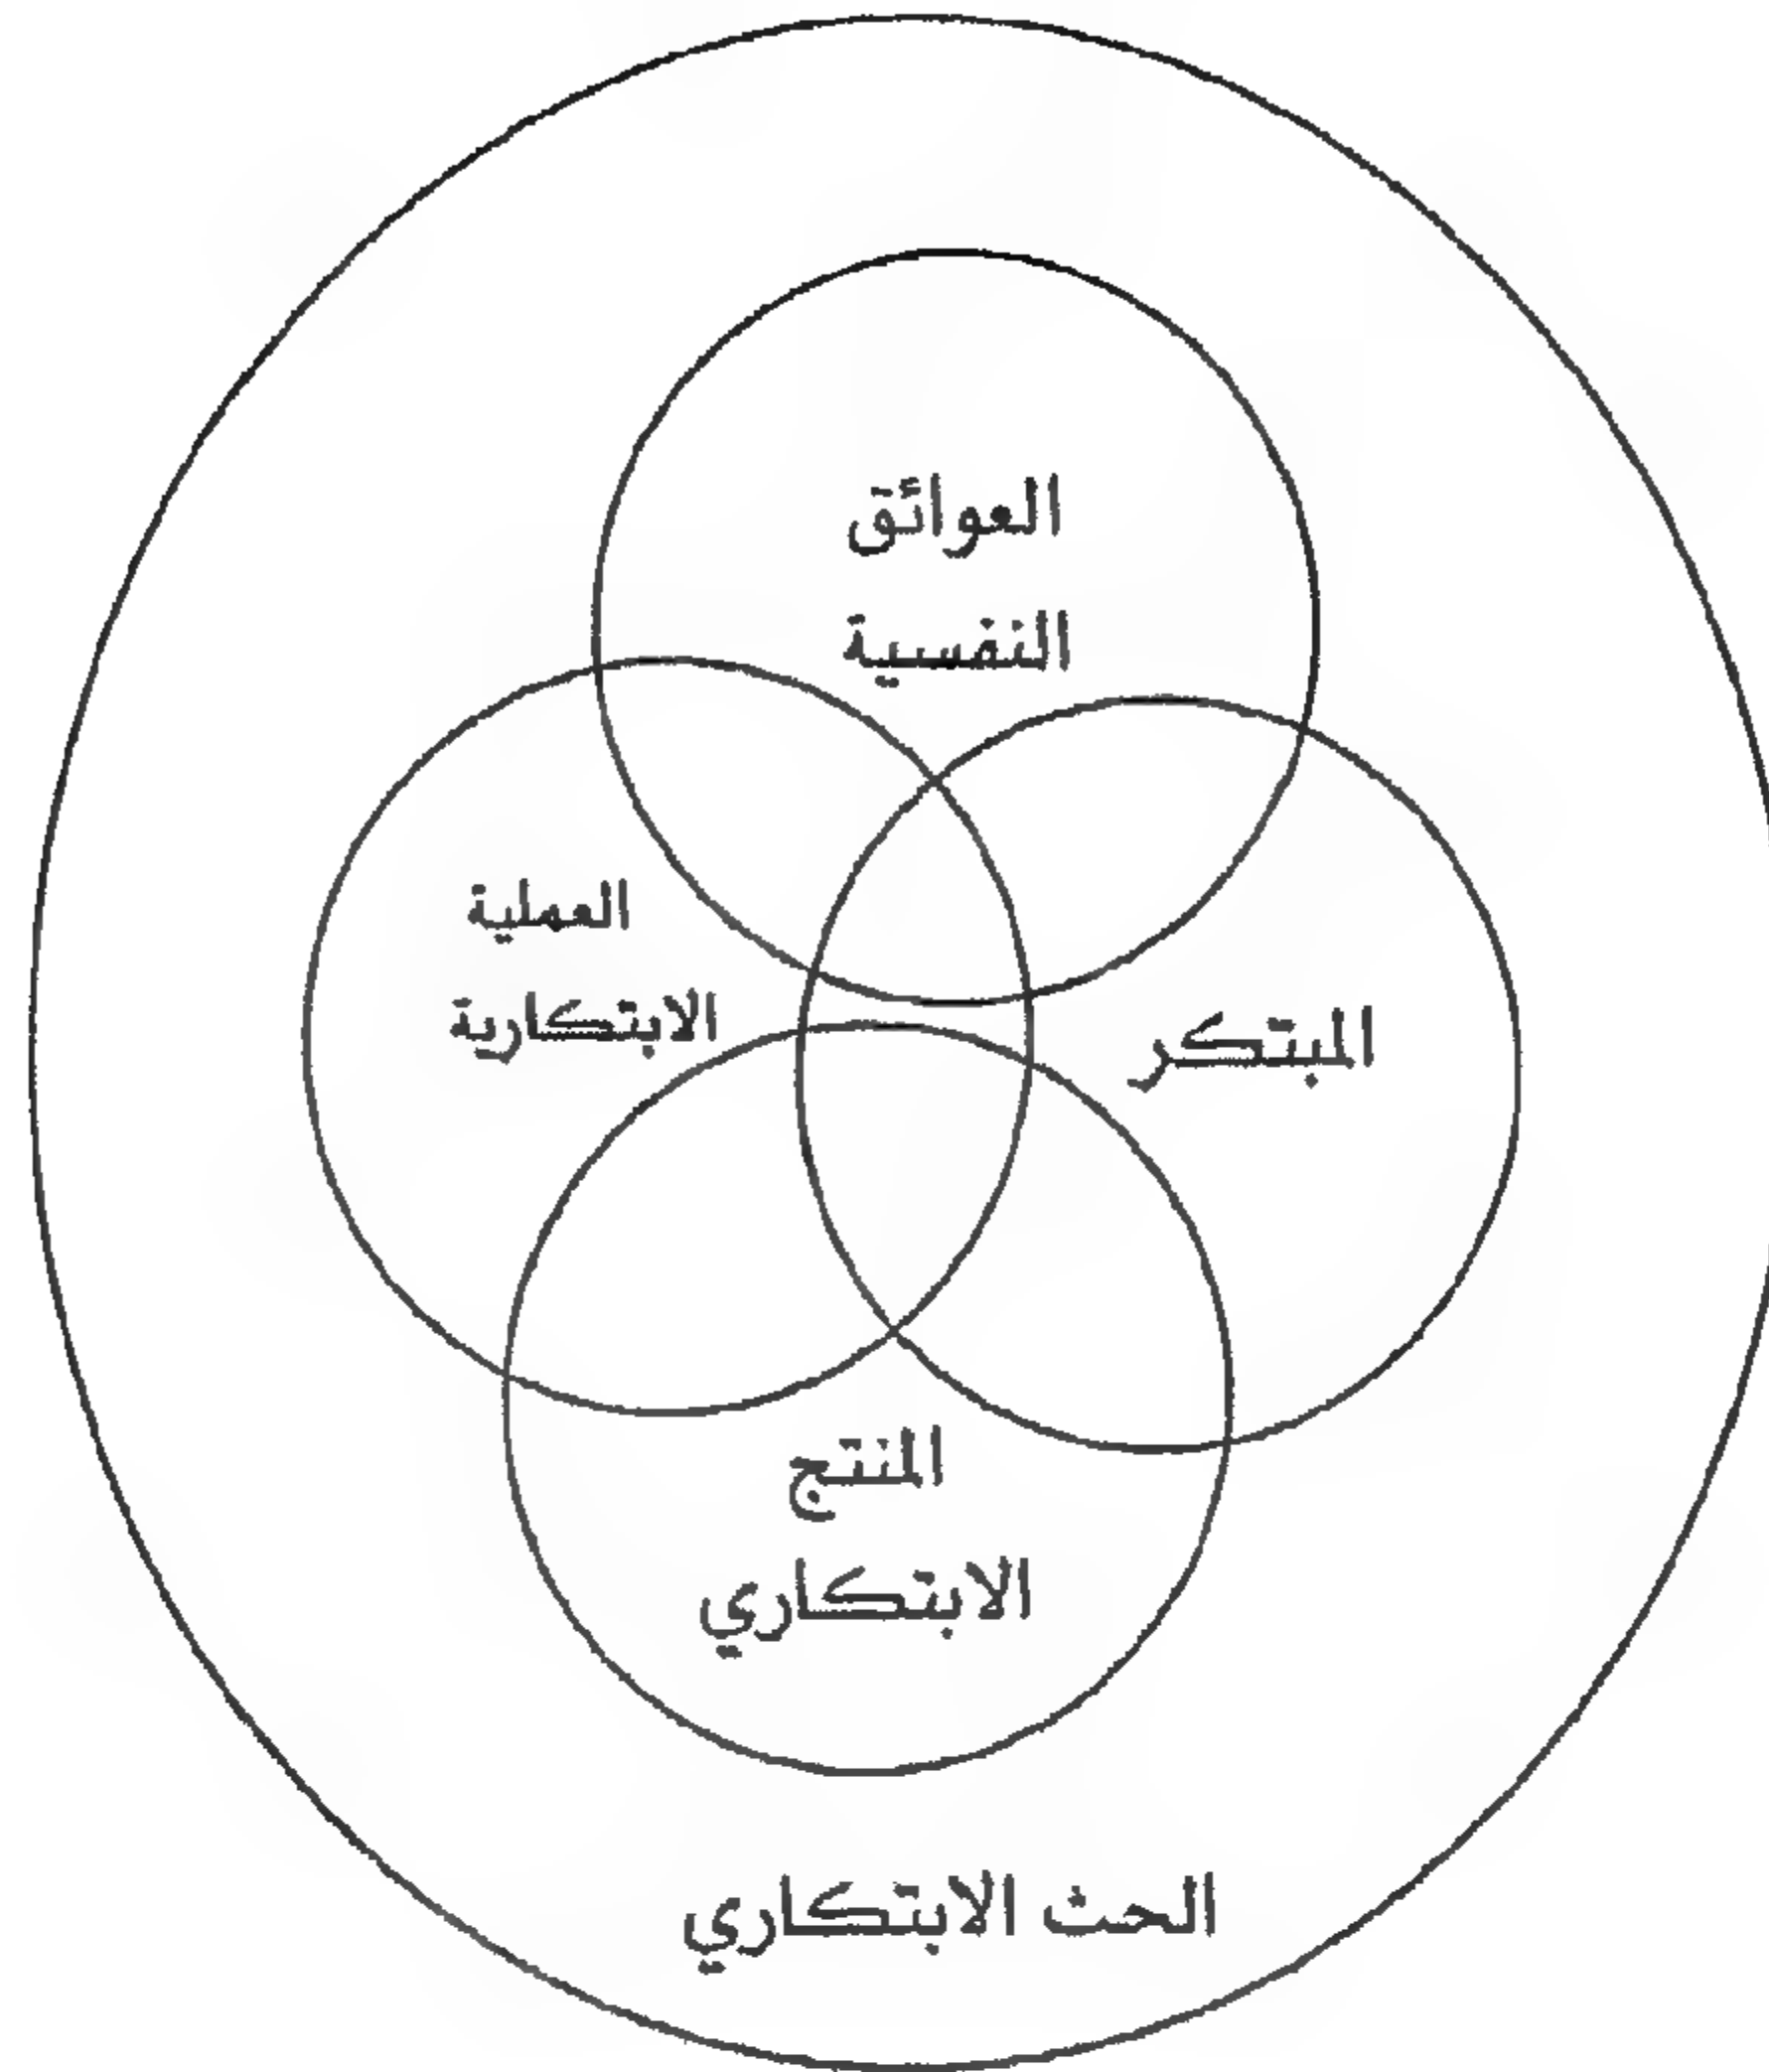 العوائق
النفسية
العملية
الابتكارية
المبتكر
المنتج
الابتكاري
الحث الابتكاري